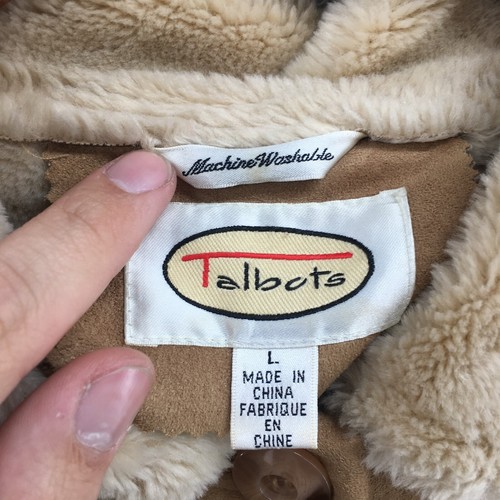 Machine Washable
Talbots
L
MADE IN
CHINA
FABRIQUE
EN
CHINE